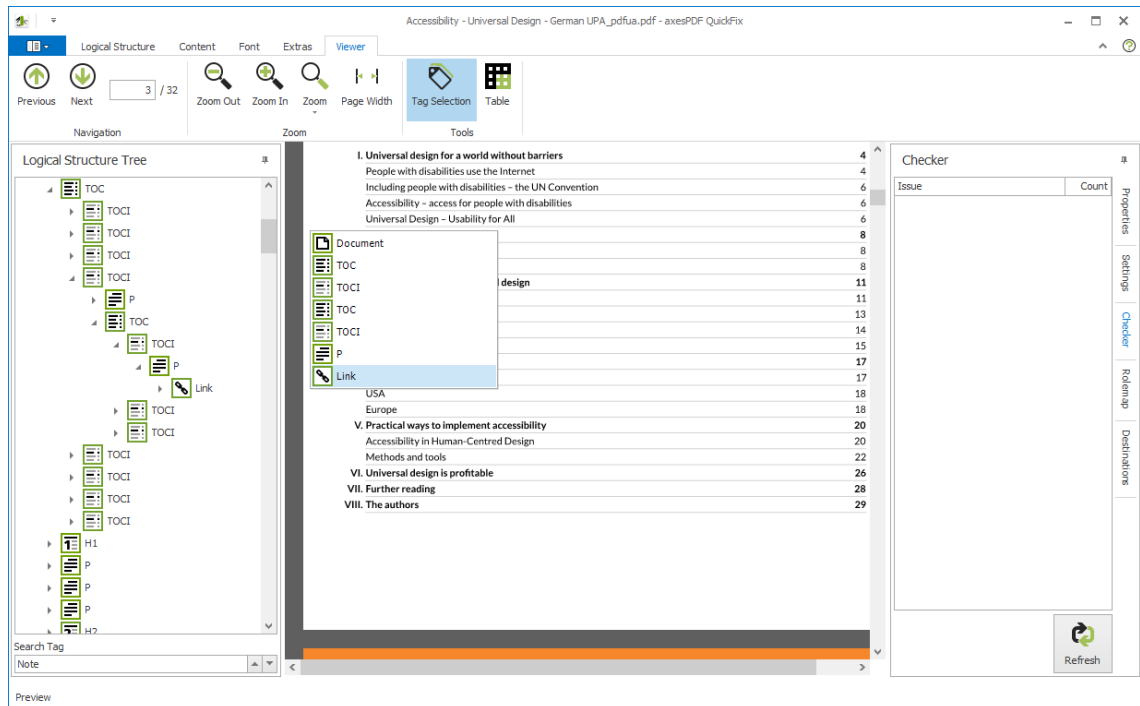 Accessibility - Universal Design - German UPA_pdfua.pdf - axesPDF QuickFix
Logical Structure Content Font Extras Viewer
Previous Next 3 / 32 Zoom Out Zoom In Zoom Page Width Tag Selection Table
Navigation Zoom Tools
Logical Structure Tree
TOC
TOCI
TOCI
TOCI
TOCI
P
TOC
TOCI
P
Link
TOCI
TOCI
TOCI
TOCI
TOCI
TOCI
H1
P
P
P
H2
Search Tag
Note
I. Universal design for a world without barriers 4
People with disabilities use the Internet 4
Including people with disabilities – the UN Convention 6
Accessibility – access for people with disabilities 6
Universal Design – Usability for All 6
8
8
8
l design 11
11
13
14
15
17
17
USA 18
Europe 18
V. Practical ways to implement accessibility 20
Accessibility in Human-Centred Design 20
Methods and tools 22
VI. Universal design is profitable 26
VII. Further reading 28
VIII. The authors 29
Document
TOC
TOCI
TOC
TOCI
P
Link
Checker
Issue Count
Refresh
Properties
Settings
Checker
Rolemap
Destinations
Preview